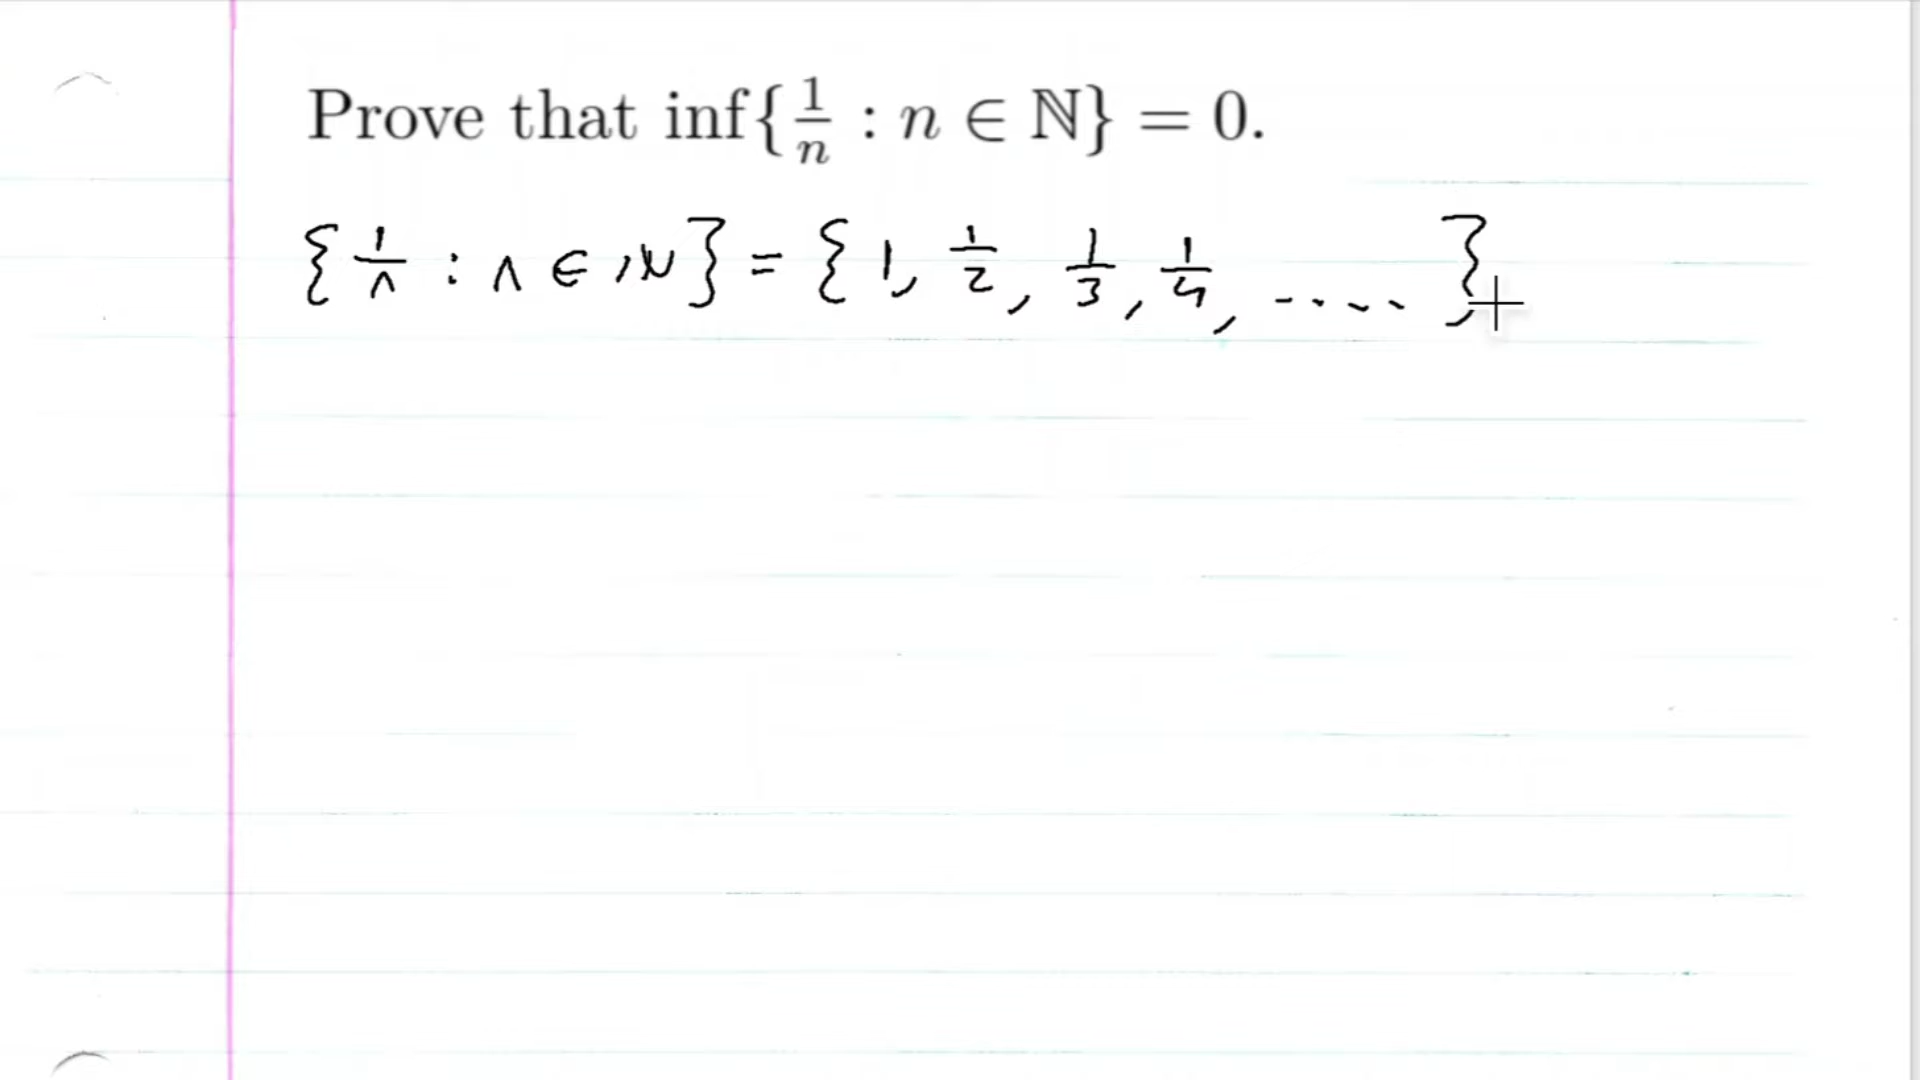 Prove that inf{1/n : n ∈ ℕ} = 0.
{1/n : n ∈ ℕ} = {1, 1/2, 1/3, 1/4, ....}